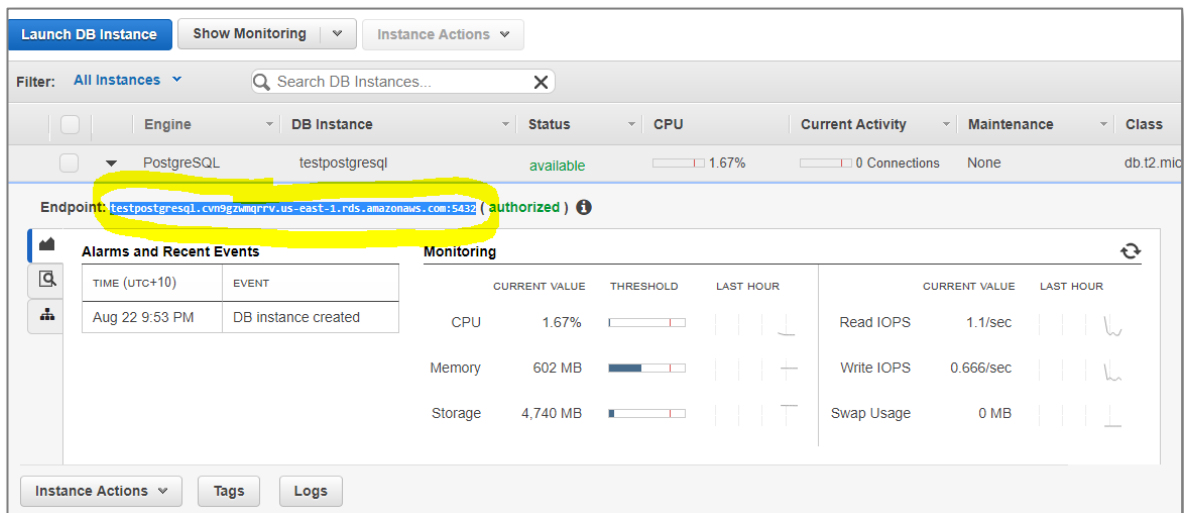 Launch DB Instance Show Monitoring Instance Actions
Filter: All Instances Search DB Instances...
Engine DB Instance Status CPU Current Activity Maintenance Class
PostgreSQL testpostgresql available 1.67% 0 Connections None db.t2.mic
Endpoint: testpostgresql.cvn9gzwmqrrv.us-east-1.rds.amazonaws.com:5432 ( authorized )
Alarms and Recent Events Monitoring
TIME (UTC+10) EVENT CURRENT VALUE THRESHOLD LAST HOUR CURRENT VALUE LAST HOUR
Aug 22 9:53 PM DB instance created CPU 1.67% Read IOPS 1.1/sec
Memory 602 MB Write IOPS 0.666/sec
Storage 4,740 MB Swap Usage 0 MB
Instance Actions Tags Logs